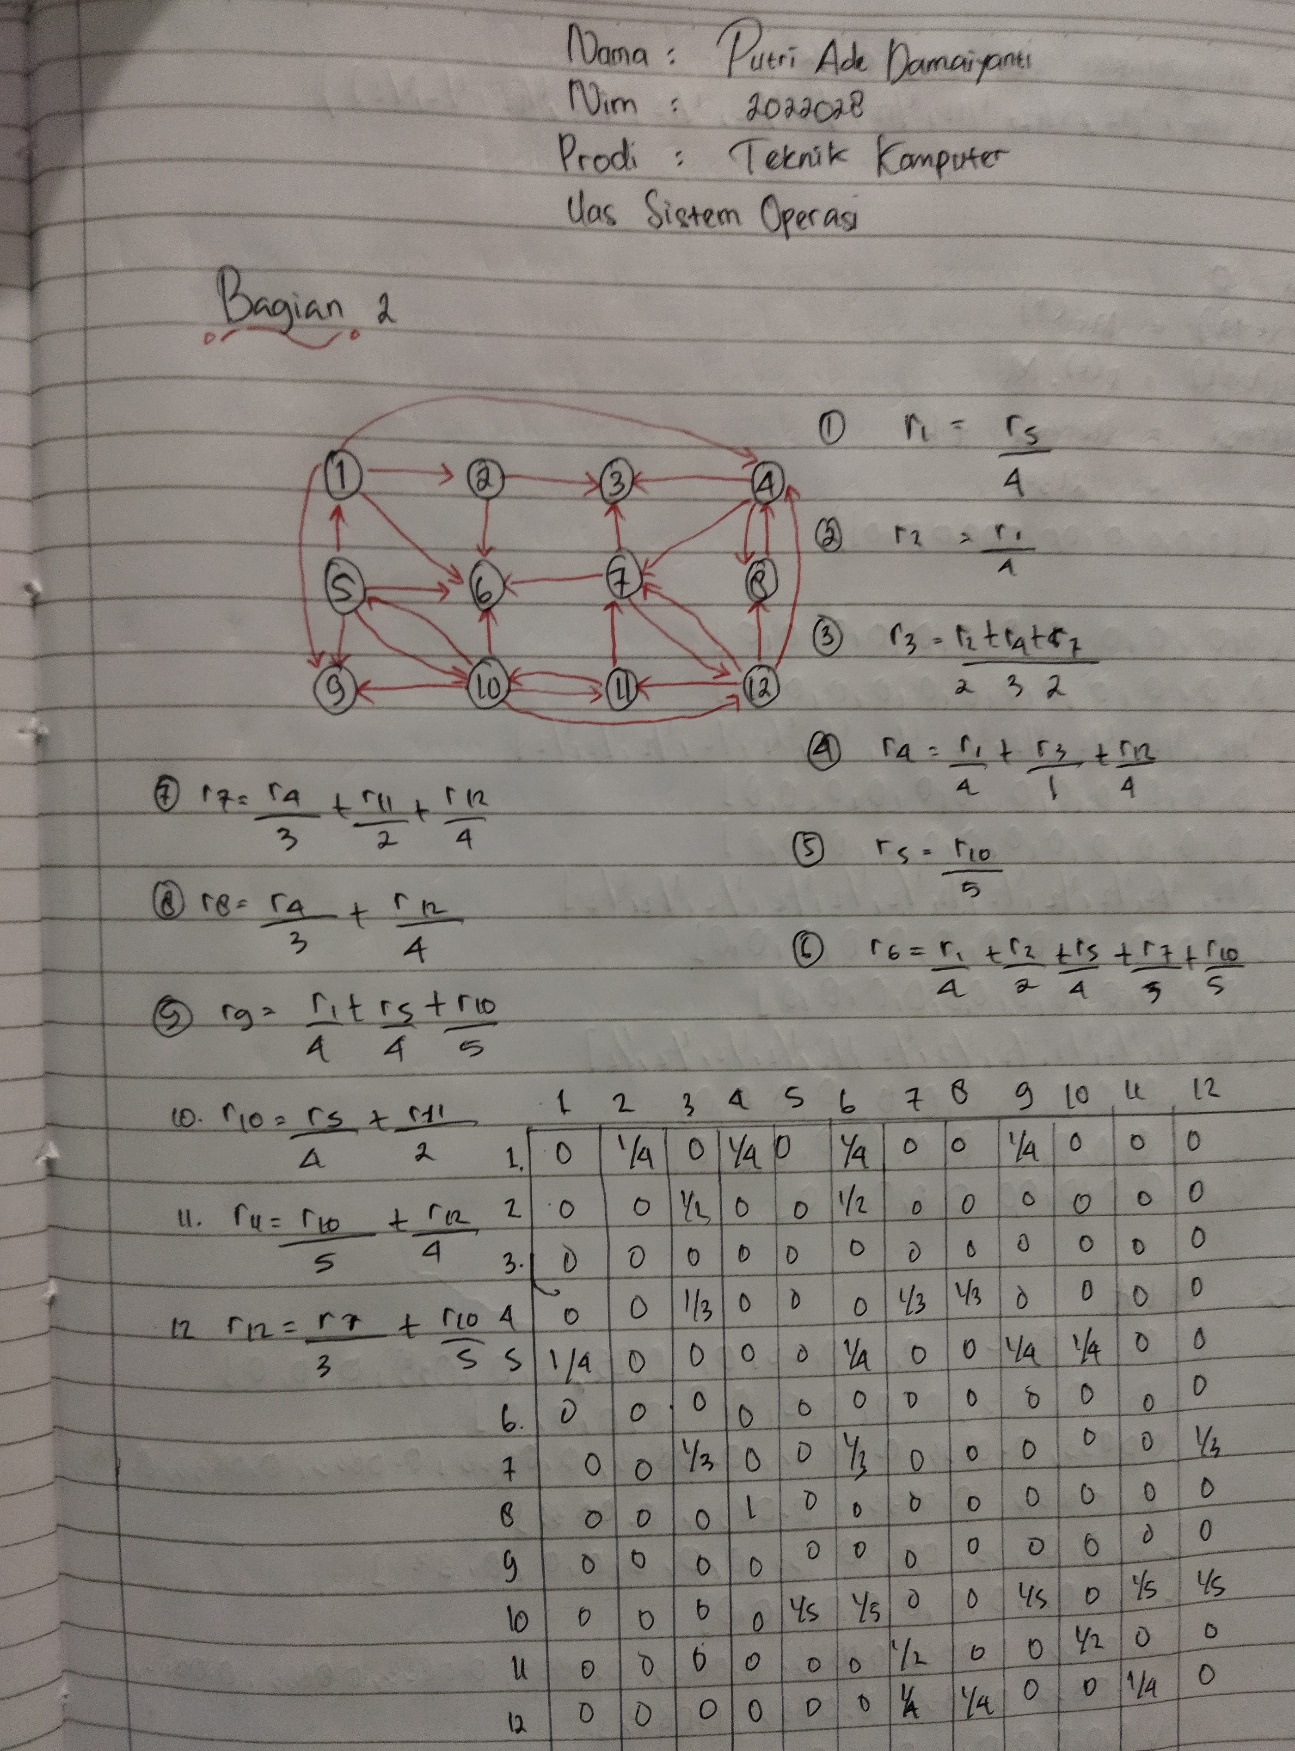 Nama : Putri Ade Damaiyanti
Nim : 2022028
Prodi : Teknik Komputer
Uas Sistem Operasi
Bagian 2
1 2 3 4
5 6 7 8
9 10 11 12
① r1 = r5/4
② r2 = r1/4
③ r3 = r2+r4+r7 / 2 3 2
④ r4 = r1/4 + r3/1 + r12/4
⑤ r5 = r10/5
⑥ r6 = r1/4 + r2/2 + r5/4 + r7/3 + r10/5
⑦ r7 = r4/3 + r11/2 + r12/4
⑧ r8 = r4/3 + r12/4
⑨ r9 = r1/4 + r5/4 + r10/5
10. r10 = r5/4 + r11/2
11. r11 = r10/5 + r12/4
12 r12 = r7/3 + r10/5
1 2 3 4 5 6 7 8 9 10 11 12
1. 0 1/4 0 1/4 0 1/4 0 0 1/4 0 0 0
2 0 0 1/2 0 0 1/2 0 0 0 0 0 0
3. 0 0 0 0 0 0 0 0 0 0 0 0
4 0 0 1/3 0 0 0 1/3 1/3 0 0 0 0
5 1/4 0 0 0 0 1/4 0 0 1/4 1/4 0 0
6. 0 0 0 0 0 0 0 0 0 0 0 0
7 0 0 1/3 0 0 1/3 0 0 0 0 0 1/3
8 0 0 0 1 0 0 0 0 0 0 0 0
9 0 0 0 0 0 0 0 0 0 0 0 0
10 0 0 0 0 1/5 1/5 0 0 1/5 0 1/5 1/5
11 0 0 0 0 0 0 1/2 0 0 1/2 0 0
12 0 0 0 0 0 0 1/4 1/4 0 0 1/4 0